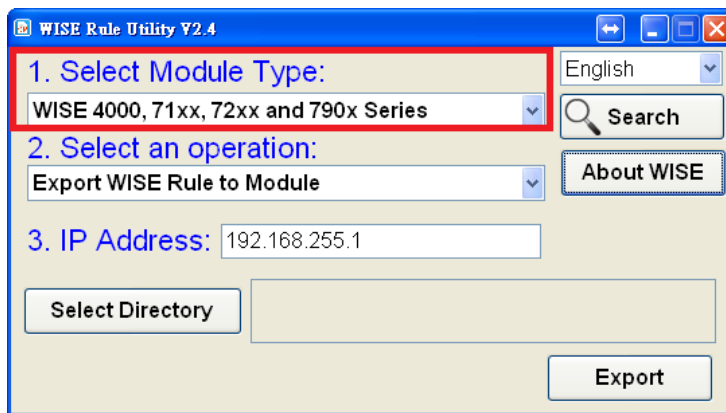 WISE Rule Utility V2.4
1. Select Module Type:
English
WISE 4000, 71xx, 72xx and 790x Series
Search
2. Select an operation:
About WISE
Export WISE Rule to Module
3. IP Address: 192.168.255.1
Select Directory
Export